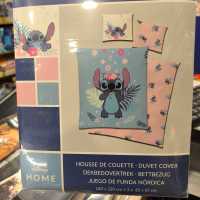 HOUSSE DE COUETTE · DUVET COVER
DEKBEDOVERTREK · BETTBEZUG
JUEGO DE FUNDA NÓRDICA
HOME